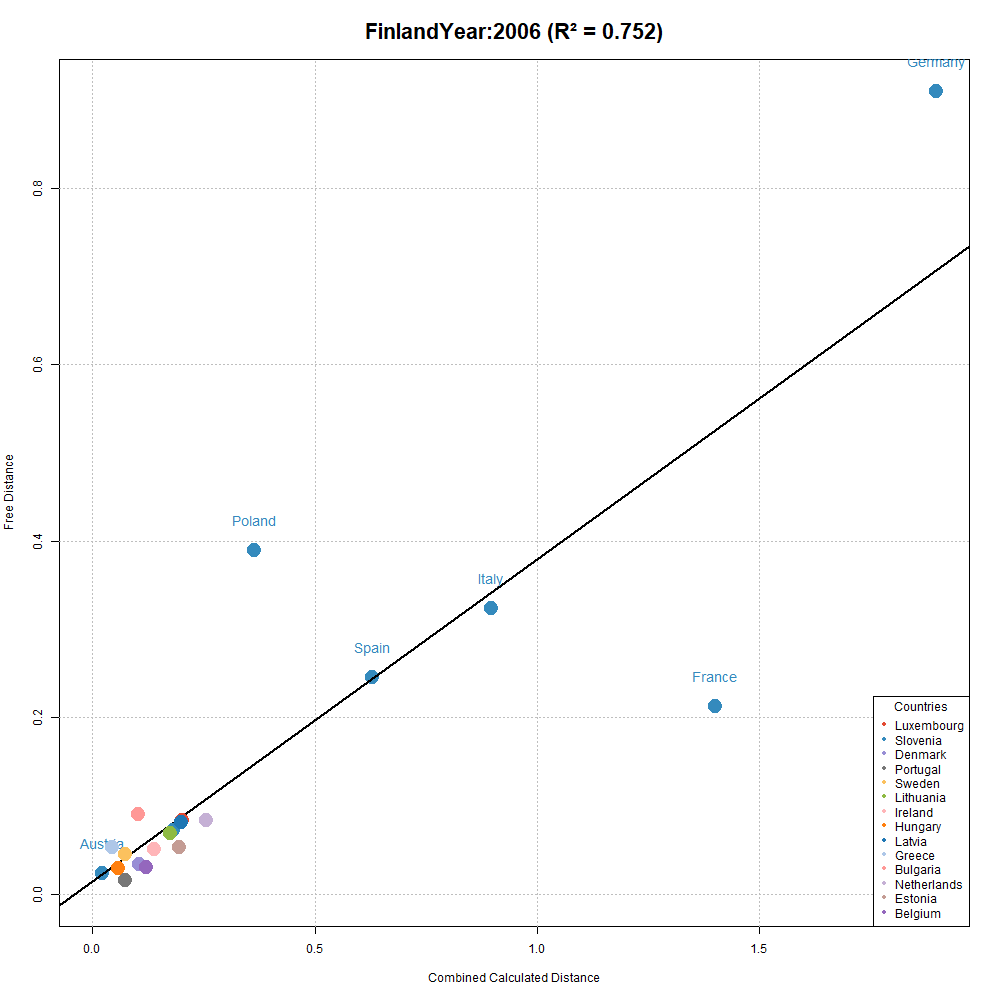 FinlandYear:2006 (R² = 0.752)
Germany
0.8
0.6
Free Distance
Poland
0.4
Italy
Spain
France
0.2
Countries
Luxembourg
Slovenia
Denmark
Portugal
Sweden
Lithuania
Ireland
Hungary
Latvia
Greece
Bulgaria
Netherlands
Estonia
Belgium
Austria
0.0
0.0 0.5 1.0 1.5
Combined Calculated Distance